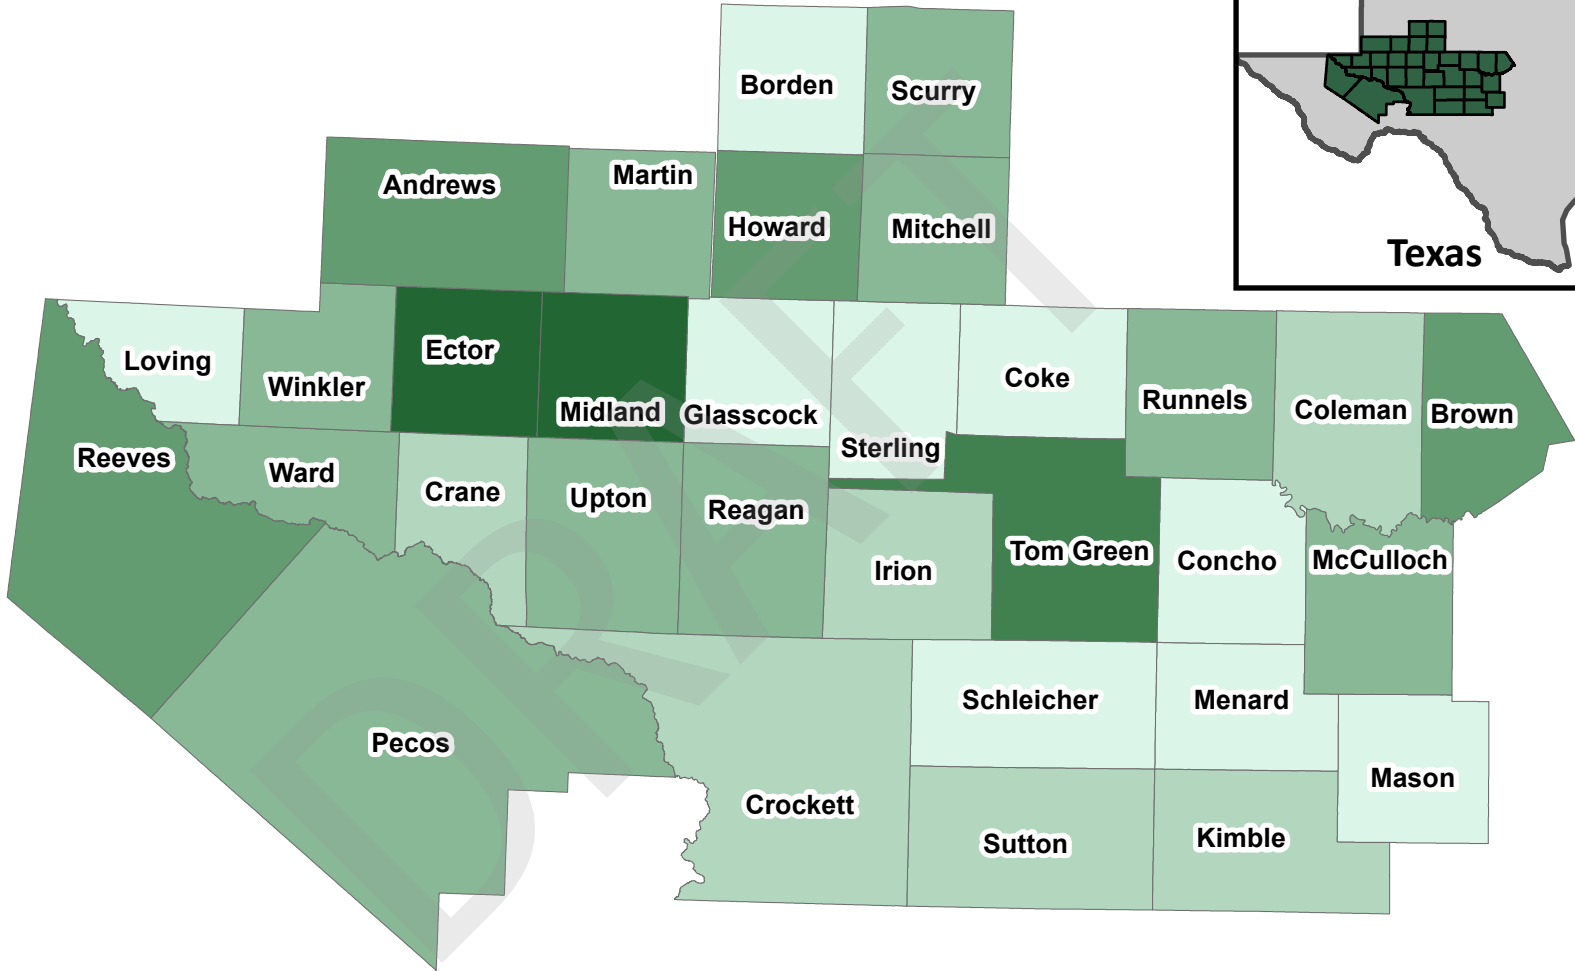 Borden
Scurry
Andrews
Martin
Howard
Mitchell
Texas
Loving
Winkler
Ector
Midland
Glasscock
Sterling
Coke
Runnels
Coleman
Brown
Reeves
Ward
Crane
Upton
Reagan
Irion
Tom Green
Concho
McCulloch
Pecos
Crockett
Schleicher
Menard
Mason
Sutton
Kimble
DRAFT